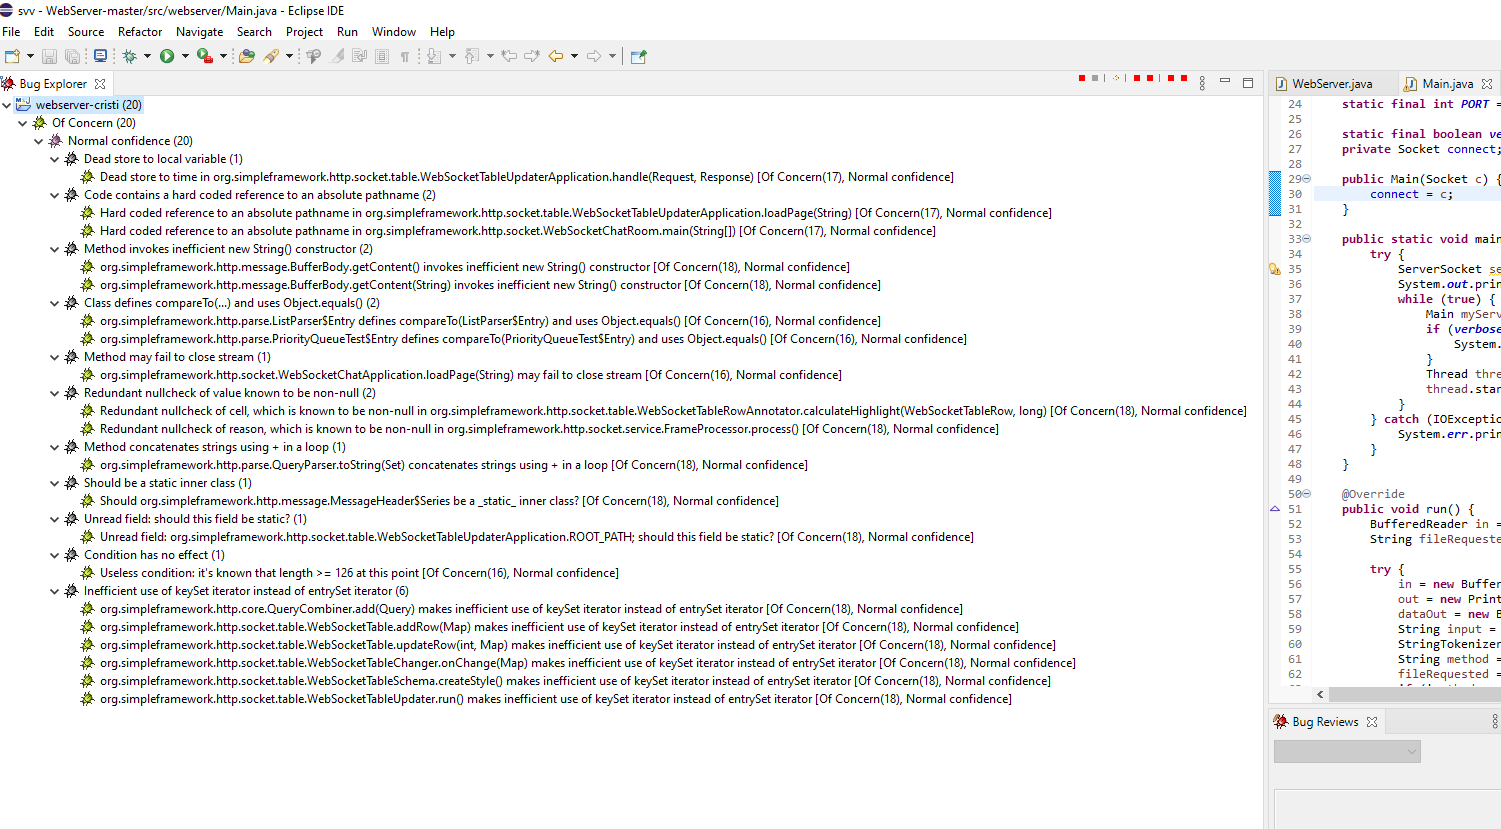 svv - WebServer-master/src/webserver/Main.java - Eclipse IDE
File Edit Source Refactor Navigate Search Project Run Window Help
Bug Explorer
webserver-cristi (20)
Of Concern (20)
Normal confidence (20)
Dead store to local variable (1)
Dead store to time in org.simpleframework.http.socket.table.WebSocketTableUpdaterApplication.handle(Request, Response) [Of Concern(17), Normal confidence]
Code contains a hard coded reference to an absolute pathname (2)
Hard coded reference to an absolute pathname in org.simpleframework.http.socket.table.WebSocketTableUpdaterApplication.loadPage(String) [Of Concern(17), Normal confidence]
Hard coded reference to an absolute pathname in org.simpleframework.http.socket.WebSocketChatRoom.main(String[]) [Of Concern(17), Normal confidence]
Method invokes inefficient new String() constructor (2)
org.simpleframework.http.message.BufferBody.getContent() invokes inefficient new String() constructor [Of Concern(18), Normal confidence]
org.simpleframework.http.message.BufferBody.getContent(String) invokes inefficient new String() constructor [Of Concern(18), Normal confidence]
Class defines compareTo(...) and uses Object.equals() (2)
org.simpleframework.http.parse.ListParser$Entry defines compareTo(ListParser$Entry) and uses Object.equals() [Of Concern(16), Normal confidence]
org.simpleframework.http.parse.PriorityQueueTest$Entry defines compareTo(PriorityQueueTest$Entry) and uses Object.equals() [Of Concern(16), Normal confidence]
Method may fail to close stream (1)
org.simpleframework.http.socket.WebSocketChatApplication.loadPage(String) may fail to close stream [Of Concern(16), Normal confidence]
Redundant nullcheck of value known to be non-null (2)
Redundant nullcheck of cell, which is known to be non-null in org.simpleframework.http.socket.table.WebSocketTableRowAnnotator.calculateHighlight(WebSocketTableRow, long) [Of Concern(18), Normal confidence]
Redundant nullcheck of reason, which is known to be non-null in org.simpleframework.http.socket.service.FrameProcessor.process() [Of Concern(18), Normal confidence]
Method concatenates strings using + in a loop (1)
org.simpleframework.http.parse.QueryParser.toString(Set) concatenates strings using + in a loop [Of Concern(18), Normal confidence]
Should be a static inner class (1)
Should org.simpleframework.http.message.MessageHeader$Series be a _static_ inner class? [Of Concern(18), Normal confidence]
Unread field: should this field be static? (1)
Unread field: org.simpleframework.http.socket.table.WebSocketTableUpdaterApplication.ROOT_PATH; should this field be static? [Of Concern(18), Normal confidence]
Condition has no effect (1)
Useless condition: it's known that length >= 126 at this point [Of Concern(16), Normal confidence]
Inefficient use of keySet iterator instead of entrySet iterator (6)
org.simpleframework.http.core.QueryCombiner.add(Query) makes inefficient use of keySet iterator instead of entrySet iterator [Of Concern(18), Normal confidence]
org.simpleframework.http.socket.table.WebSocketTable.addRow(Map) makes inefficient use of keySet iterator instead of entrySet iterator [Of Concern(18), Normal confidence]
org.simpleframework.http.socket.table.WebSocketTable.updateRow(int, Map) makes inefficient use of keySet iterator instead of entrySet iterator [Of Concern(18), Normal confidence]
org.simpleframework.http.socket.table.WebSocketTableChanger.onChange(Map) makes inefficient use of keySet iterator instead of entrySet iterator [Of Concern(18), Normal confidence]
org.simpleframework.http.socket.table.WebSocketTableSchema.createStyle() makes inefficient use of keySet iterator instead of entrySet iterator [Of Concern(18), Normal confidence]
org.simpleframework.http.socket.table.WebSocketTableUpdater.run() makes inefficient use of keySet iterator instead of entrySet iterator [Of Concern(18), Normal confidence]
WebServer.java Main.java
24 static final int PORT =
25
26 static final boolean ve
27 private Socket connect;
28
29 public Main(Socket c) {
30 connect = c;
31 }
32
33 public static void main
34 try {
35 ServerSocket se
36 System.out.prin
37 while (true) {
38 Main myServ
39 if (verbose
40 System.
41 }
42 Thread thre
43 thread.star
44 }
45 } catch (IOExceptio
46 System.err.prin
47 }
48 }
49
50 @Override
51 public void run() {
52 BufferedReader in =
53 String fileRequeste
54
55 try {
56 in = new Buffer
57 out = new Print
58 dataOut = new B
59 String input =
60 StringTokenizer
61 String method =
62 fileRequested =
Bug Reviews